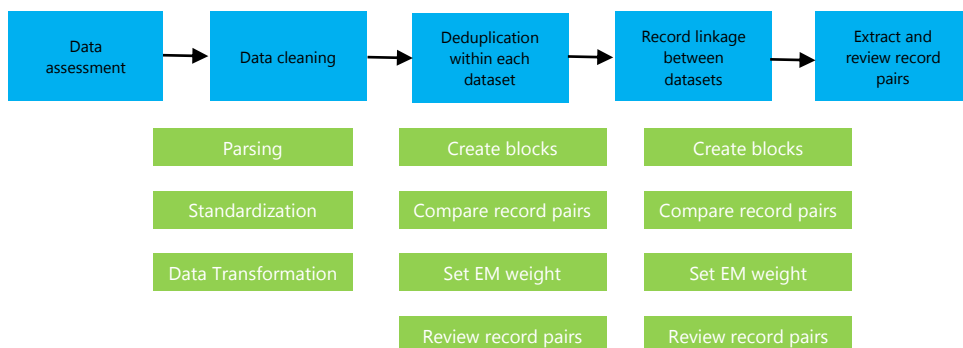 Data
assessment
Data cleaning
Deduplication
within each
dataset
Record linkage
between
datasets
Extract and
review record
pairs
Parsing
Create blocks
Create blocks
Standardization
Compare record pairs
Compare record pairs
Data Transformation
Set EM weight
Set EM weight
Review record pairs
Review record pairs